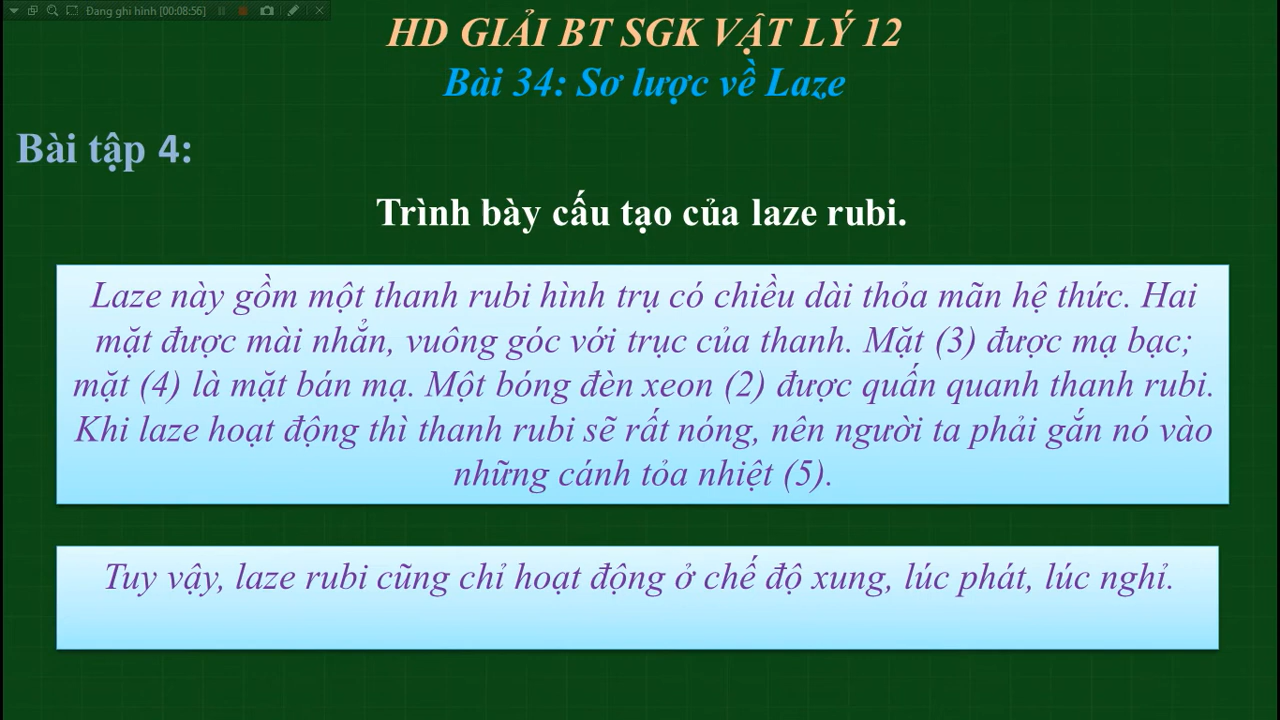 Đang ghi hình [00:08:56]
HD GIẢI BT SGK VẬT LÝ 12
Bài 34: Sơ lược về Laze
Bài tập 4:
Trình bày cấu tạo của laze rubi.
Laze này gồm một thanh rubi hình trụ có chiều dài thỏa mãn hệ thức. Hai
mặt được mài nhẳn, vuông góc với trục của thanh. Mặt (3) được mạ bạc;
mặt (4) là mặt bán mạ. Một bóng đèn xeon (2) được quấn quanh thanh rubi.
Khi laze hoạt động thì thanh rubi sẽ rất nóng, nên người ta phải gắn nó vào
những cánh tỏa nhiệt (5).
Tuy vậy, laze rubi cũng chỉ hoạt động ở chế độ xung, lúc phát, lúc nghỉ.